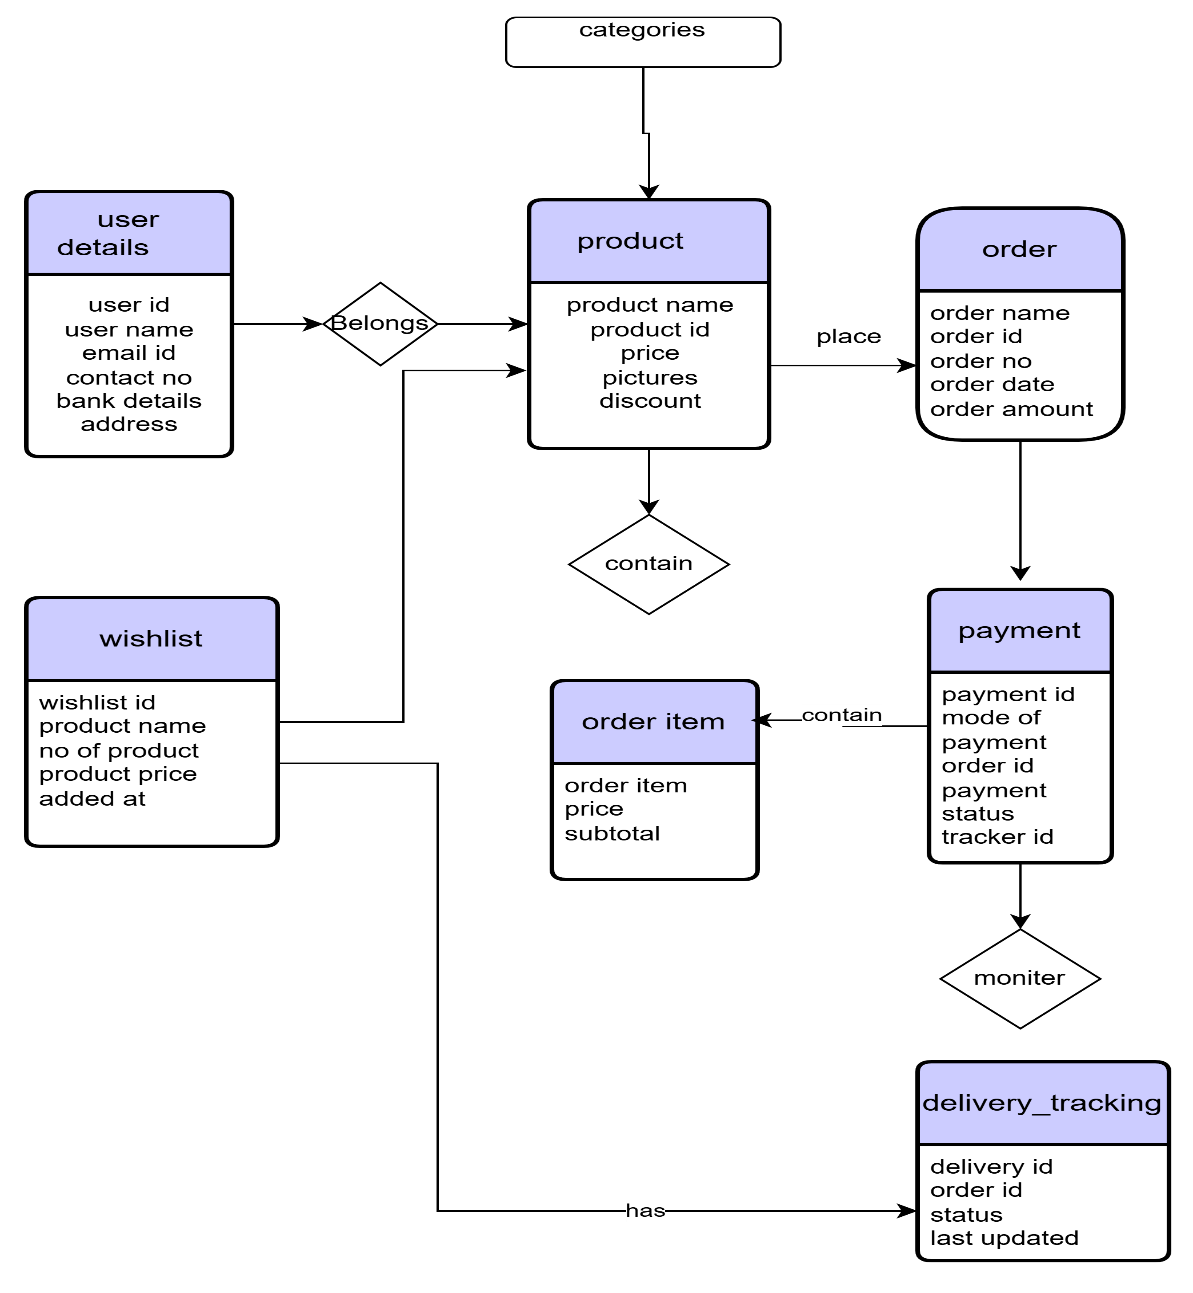 categories
user
details
user id
user name
email id
contact no
bank details
address
Belongs
product
product name
product id
price
pictures
discount
place
order
order name
order id
order no
order date
order amount
contain
wishlist
wishlist id
product name
no of product
product price
added at
order item
order item
price
subtotal
contain
payment
payment id
mode of
payment
order id
payment
status
tracker id
moniter
delivery_tracking
delivery id
order id
status
last updated
has